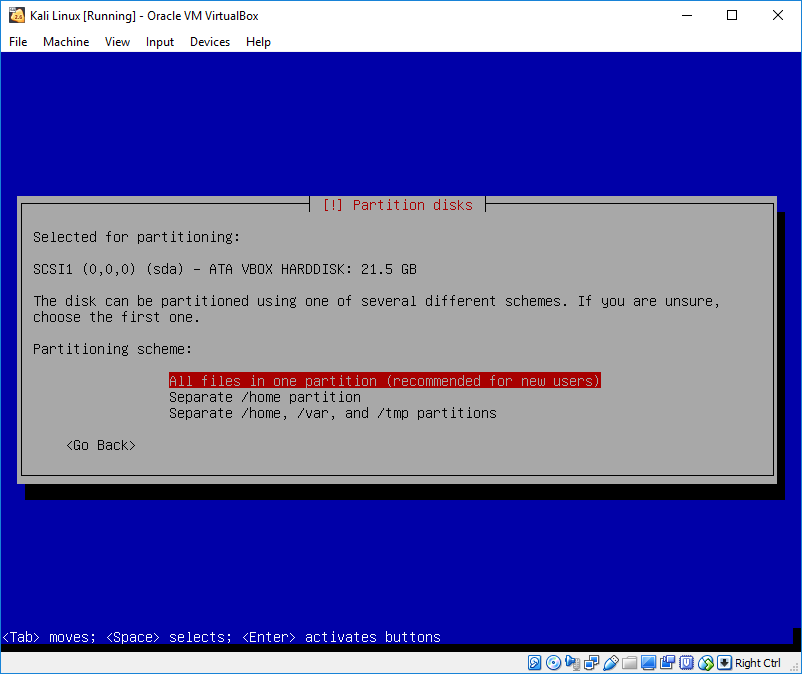 Kali Linux [Running] - Oracle VM VirtualBox
File Machine View Input Devices Help
[!] Partition disks
Selected for partitioning:
SCSI1 (0,0,0) (sda) - ATA VBOX HARDDISK: 21.5 GB
The disk can be partitioned using one of several different schemes. If you are unsure,
choose the first one.
Partitioning scheme:
All files in one partition (recommended for new users)
Separate /home partition
Separate /home, /var, and /tmp partitions
<Go Back>
<Tab> moves; <Space> selects; <Enter> activates buttons
Right Ctrl